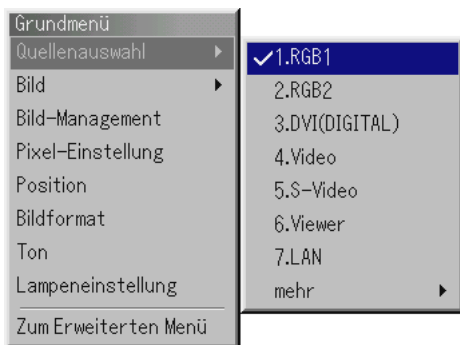 Grundmenü
Quellenauswahl
Bild
Bild-Management
Pixel-Einstellung
Position
Bildformat
Ton
Lampeneinstellung
Zum Erweiterten Menü
1.RGB1
2.RGB2
3.DVI(DIGITAL)
4.Video
5.S-Video
6.Viewer
7.LAN
mehr